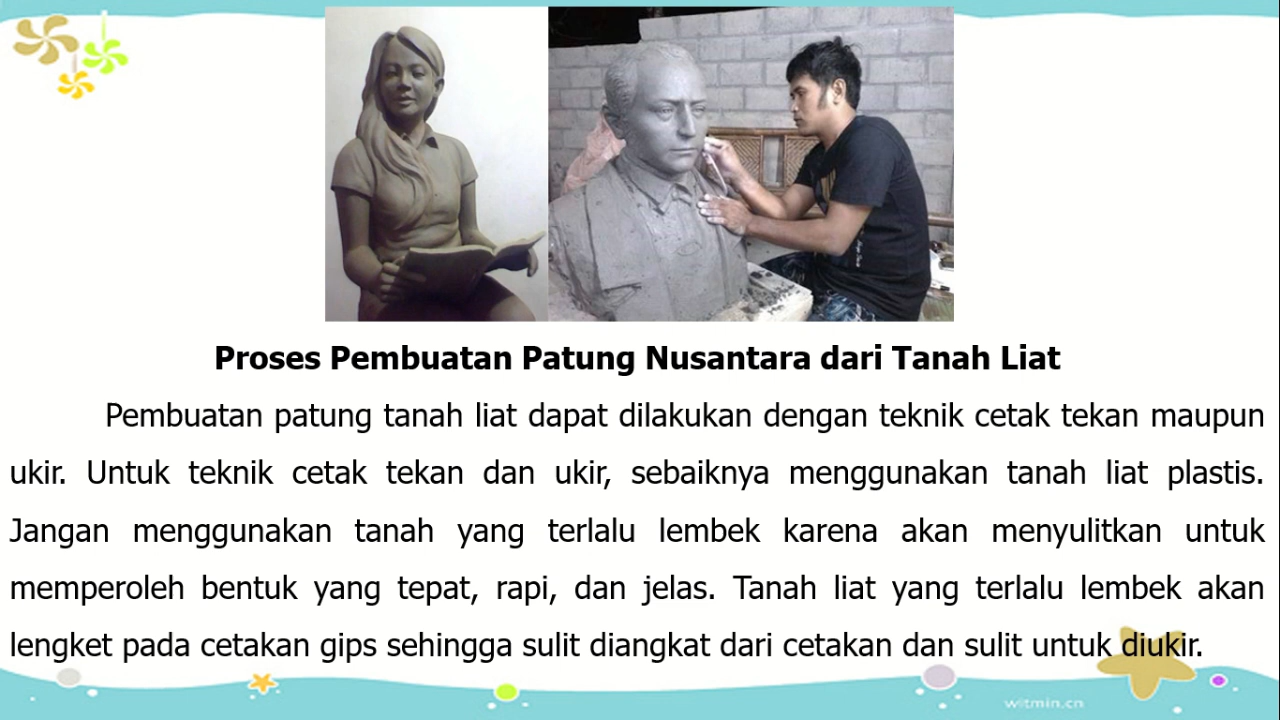 Proses Pembuatan Patung Nusantara dari Tanah Liat
Pembuatan patung tanah liat dapat dilakukan dengan teknik cetak tekan maupun
ukir. Untuk teknik cetak tekan dan ukir, sebaiknya menggunakan tanah liat plastis.
Jangan menggunakan tanah yang terlalu lembek karena akan menyulitkan untuk
memperoleh bentuk yang tepat, rapi, dan jelas. Tanah liat yang terlalu lembek akan
lengket pada cetakan gips sehingga sulit diangkat dari cetakan dan sulit untuk diukir.
witmin.cn